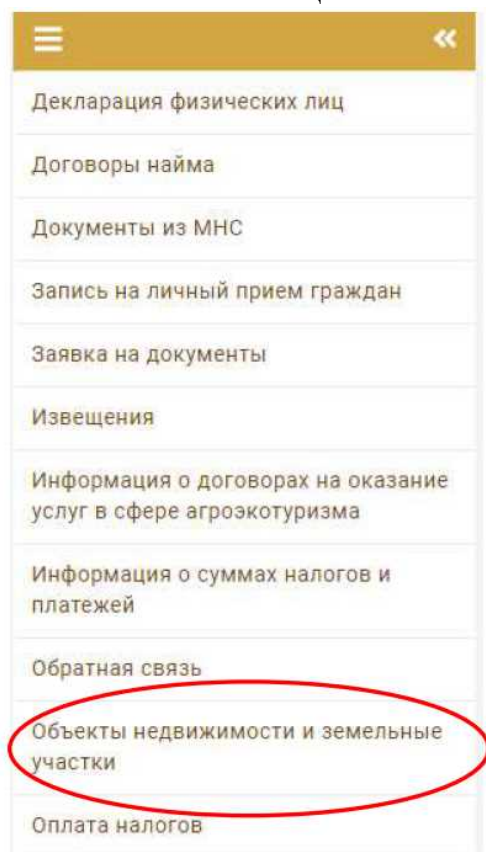 Декларация физических лиц
Договоры найма
Документы из МНС
Запись на личный прием граждан
Заявка на документы
Извещения
Информация о договорах на оказание
услуг в сфере агроэкотуризма
Информация о суммах налогов и
платежей
Обратная связь
Объекты недвижимости и земельные
участки
Оплата налогов